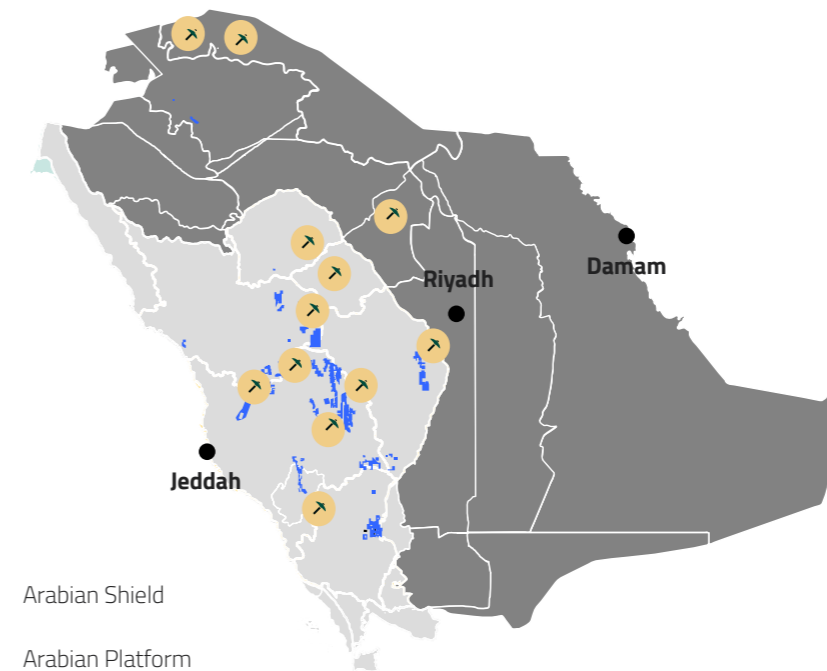 Riyadh
Damam
Jeddah
Arabian Shield
Arabian Platform